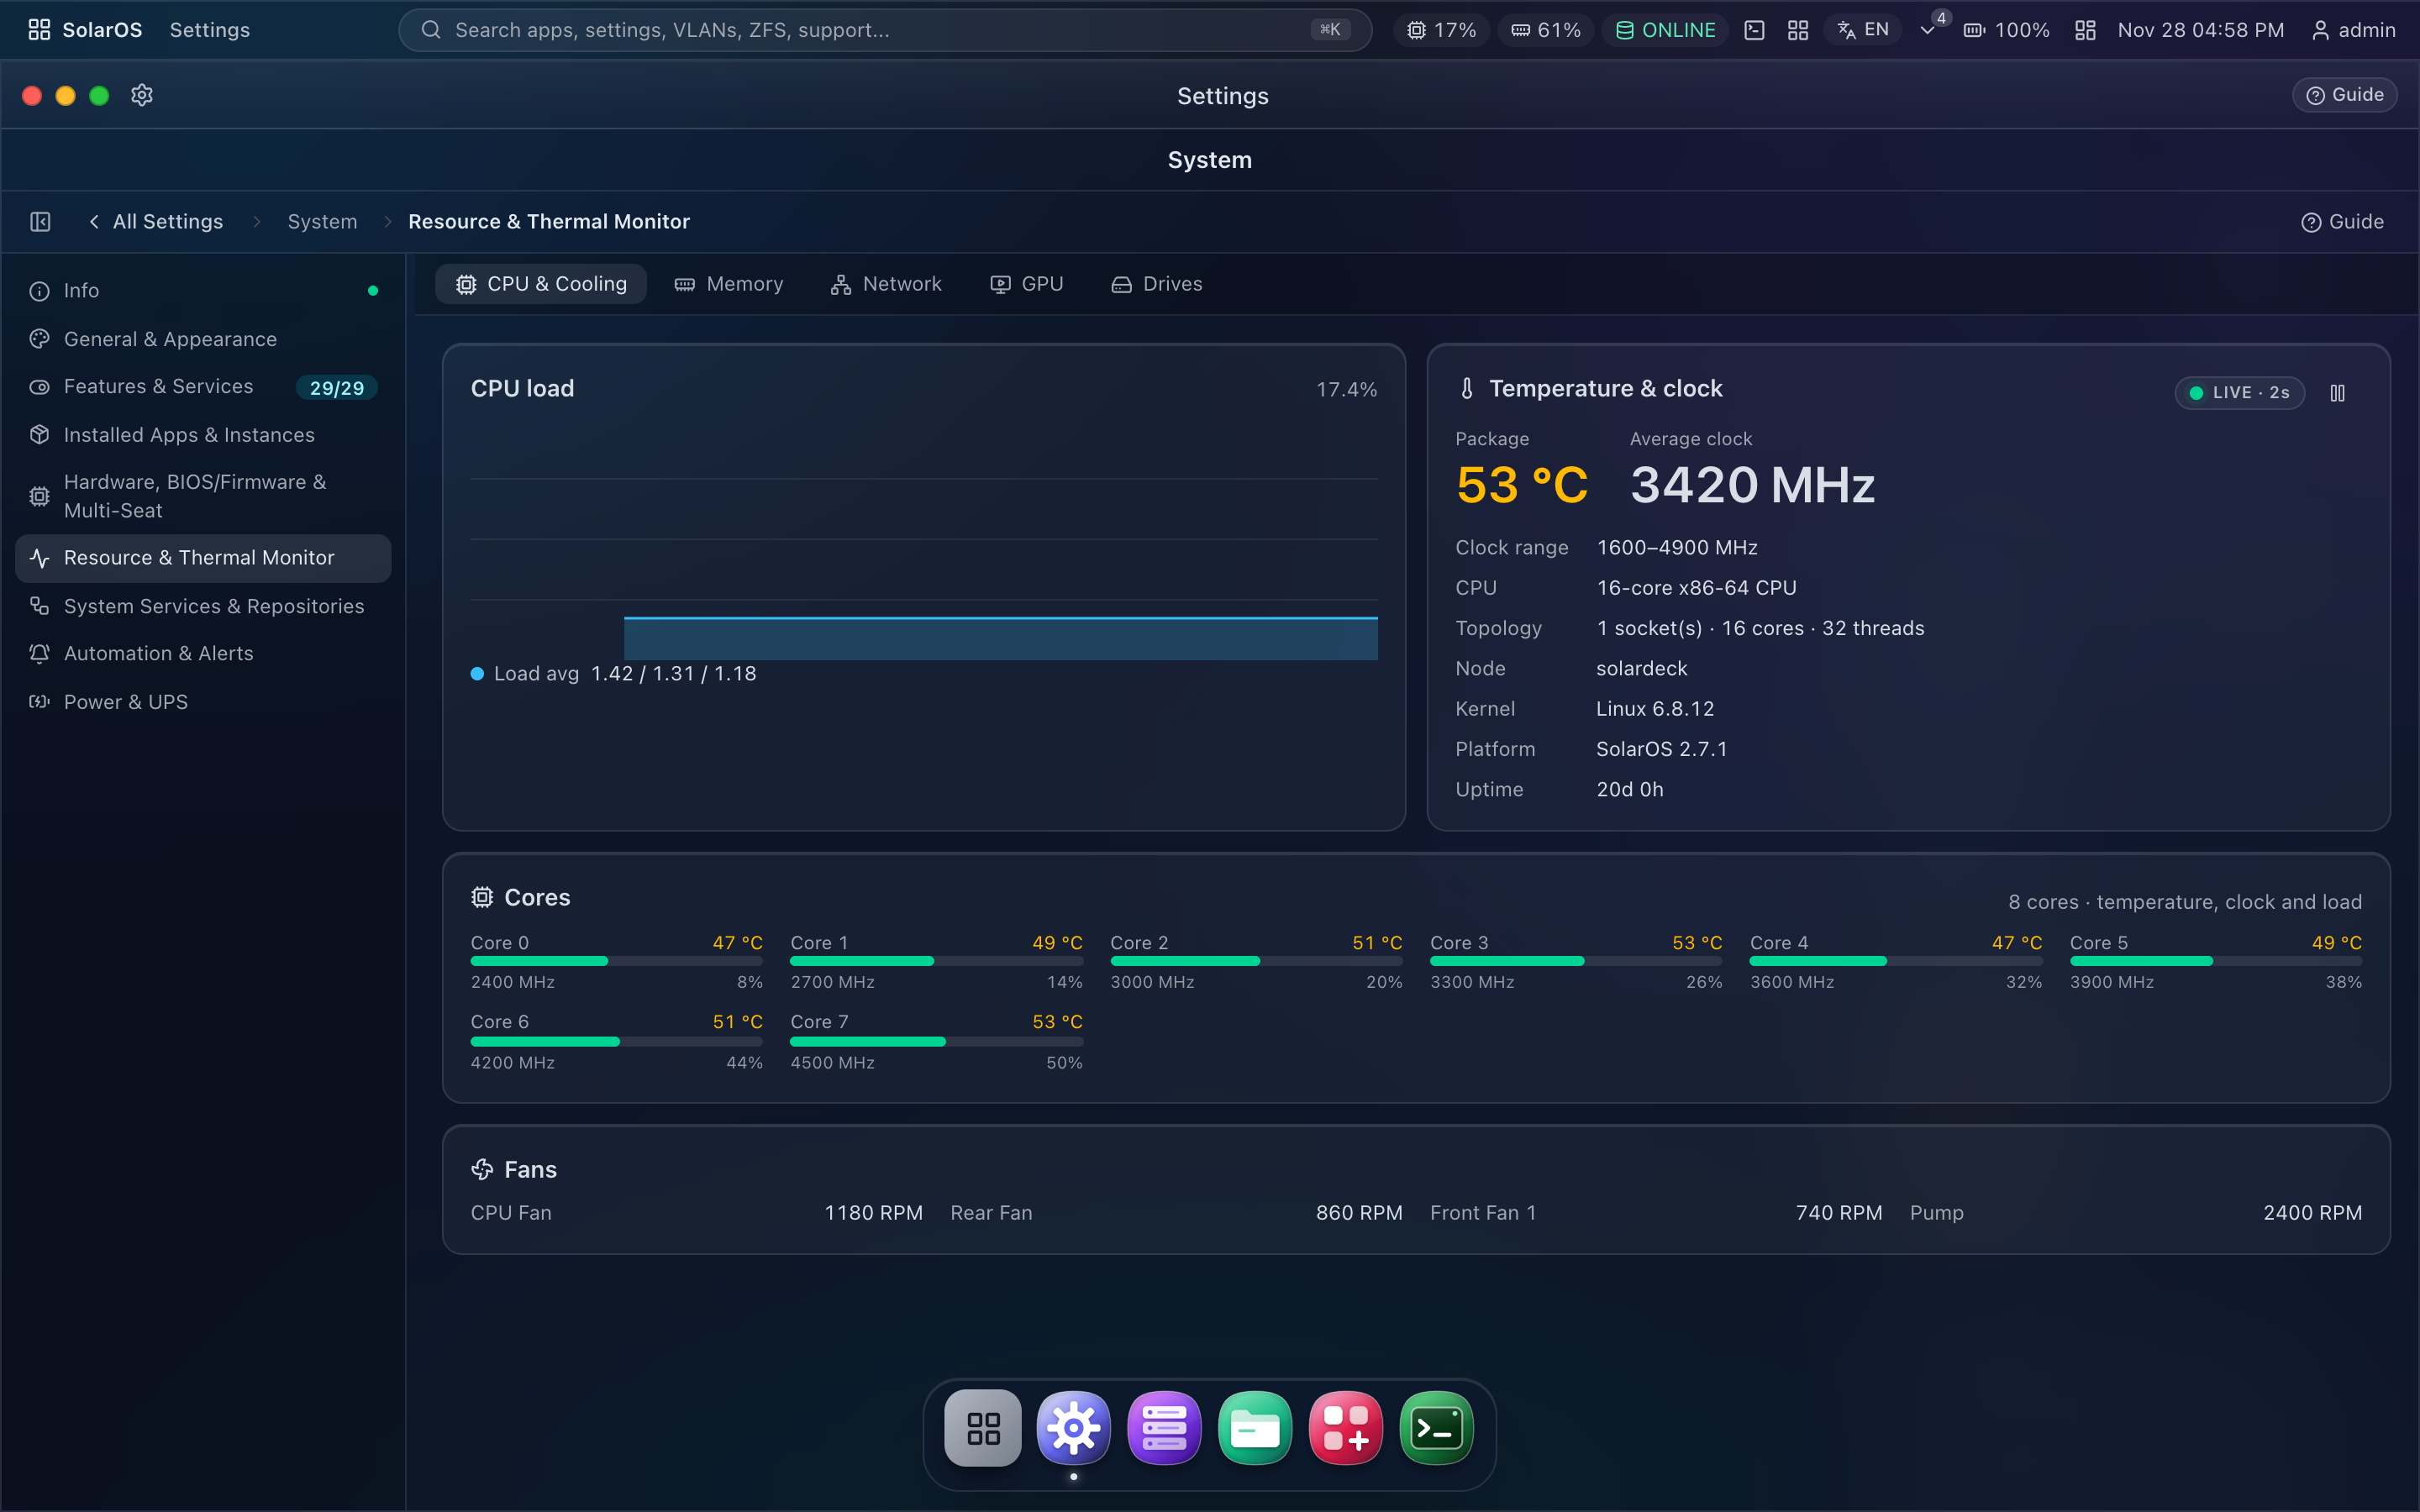 SolarOS Settings Search apps, settings, VLANs, ZFS, support... ⌘K 17% 61% ONLINE EN 4 100% Nov 28 04:58 PM admin
Settings Guide
System
All Settings System Resource & Thermal Monitor Guide
Info
General & Appearance
Features & Services 29/29
Installed Apps & Instances
Hardware, BIOS/Firmware &
Multi-Seat
Resource & Thermal Monitor
System Services & Repositories
Automation & Alerts
Power & UPS
CPU & Cooling Memory Network GPU Drives
CPU load 17.4%
Load avg 1.42 / 1.31 / 1.18
Temperature & clock LIVE · 2s
Package Average clock
53 °C 3420 MHz
Clock range 1600–4900 MHz
CPU 16-core x86-64 CPU
Topology 1 socket(s) · 16 cores · 32 threads
Node solardeck
Kernel Linux 6.8.12
Platform SolarOS 2.7.1
Uptime 20d 0h
Cores 8 cores · temperature, clock and load
Core 0 47 °C Core 1 49 °C Core 2 51 °C Core 3 53 °C Core 4 47 °C Core 5 49 °C
2400 MHz 8% 2700 MHz 14% 3000 MHz 20% 3300 MHz 26% 3600 MHz 32% 3900 MHz 38%
Core 6 51 °C Core 7 53 °C
4200 MHz 44% 4500 MHz 50%
Fans
CPU Fan 1180 RPM Rear Fan 860 RPM Front Fan 1 740 RPM Pump 2400 RPM